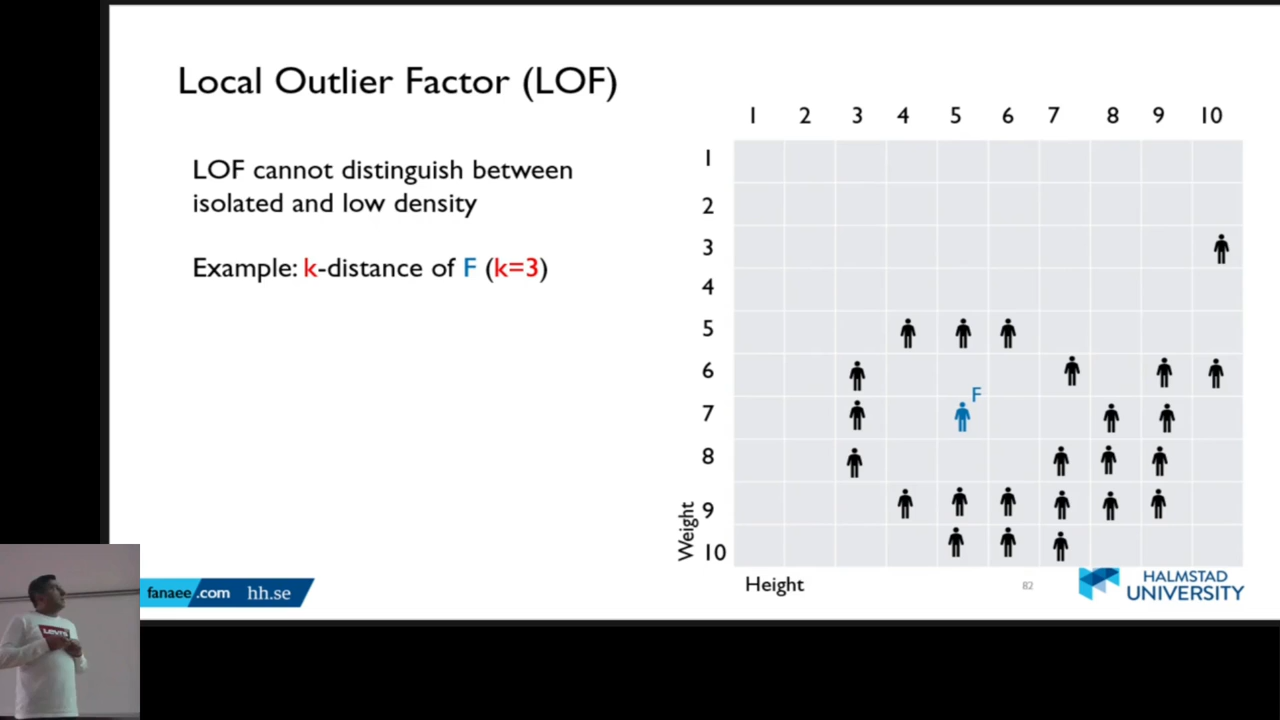 Local Outlier Factor (LOF)
LOF cannot distinguish between
isolated and low density
Example: k-distance of F (k=3)
1 2 3 4 5 6 7 8 9 10
1
2
3
4
5
6
7
8
9
10
F
Weight
Height
82
fanaee.com hh.se
HALMSTAD
UNIVERSITY
LEVI'S